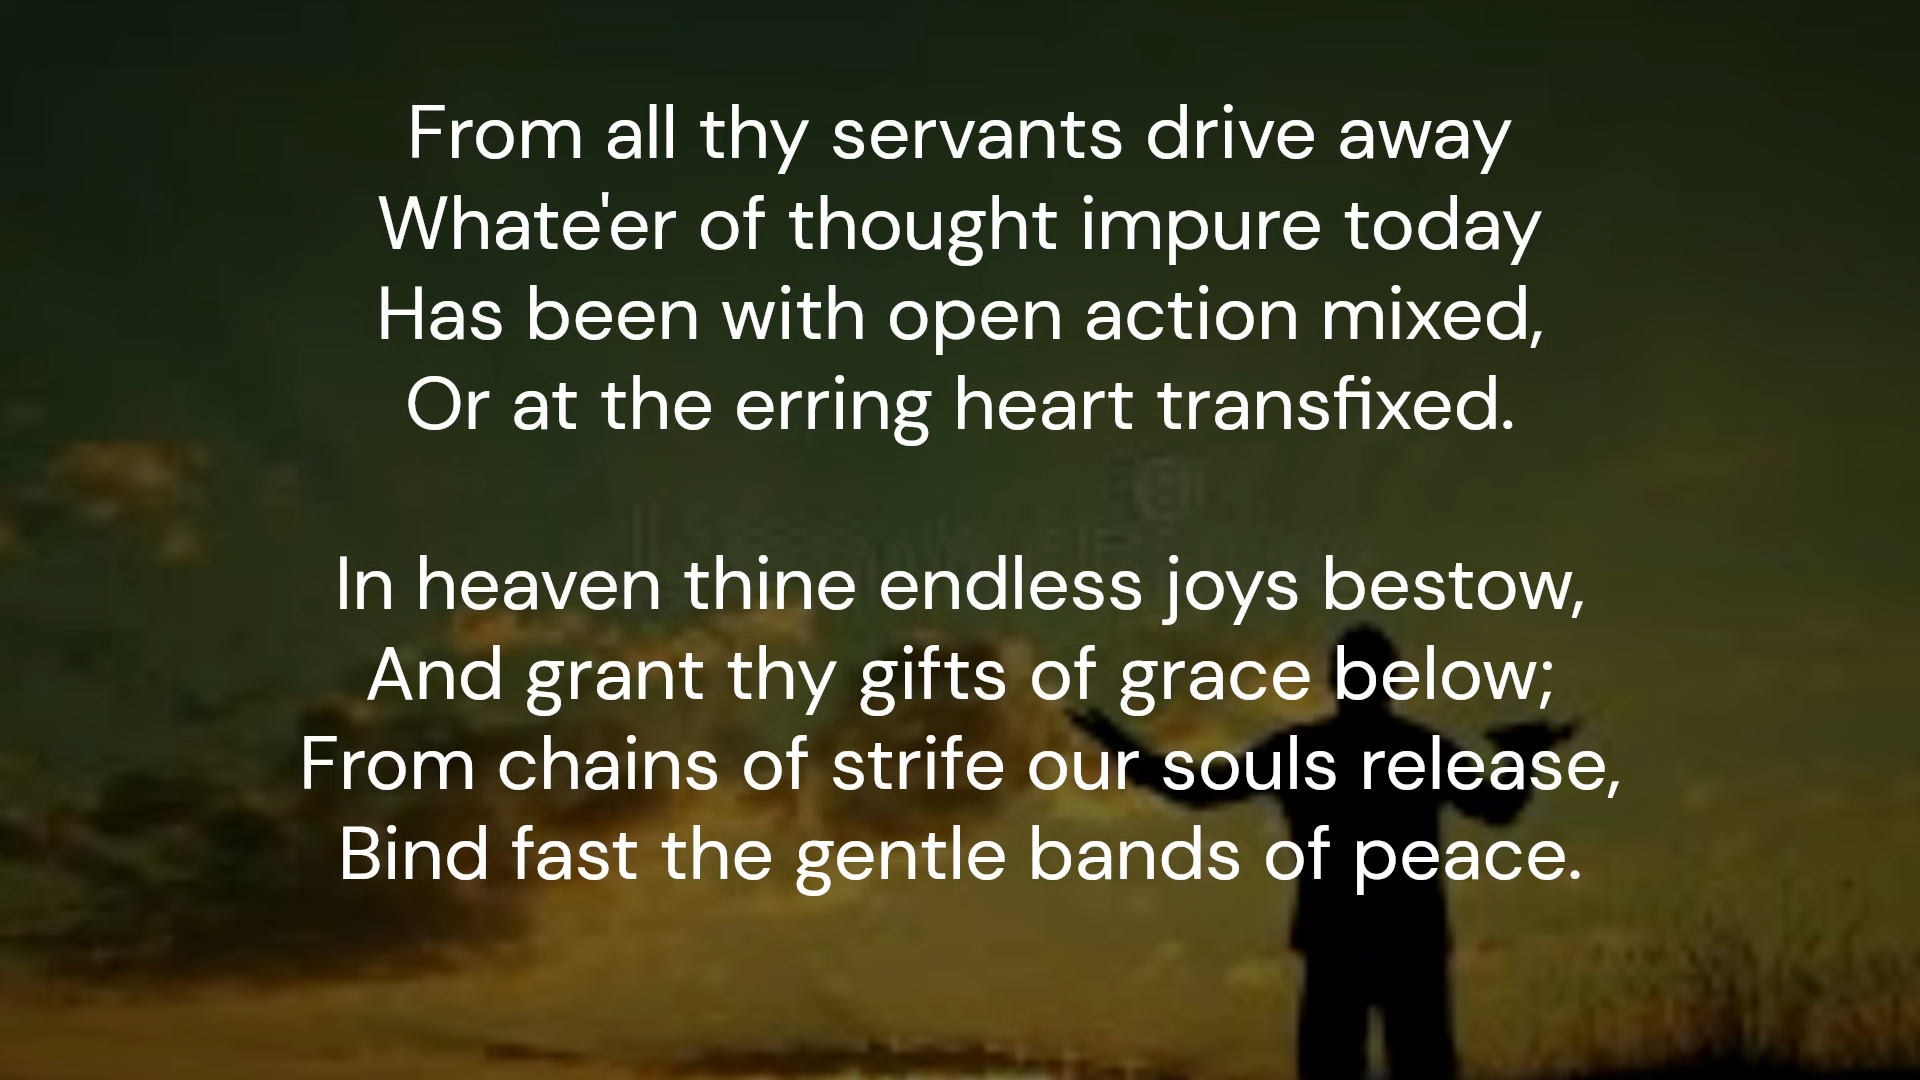 From all thy servants drive away
Whate'er of thought impure today
Has been with open action mixed,
Or at the erring heart transfixed.
In heaven thine endless joys bestow,
And grant thy gifts of grace below;
From chains of strife our souls release,
Bind fast the gentle bands of peace.